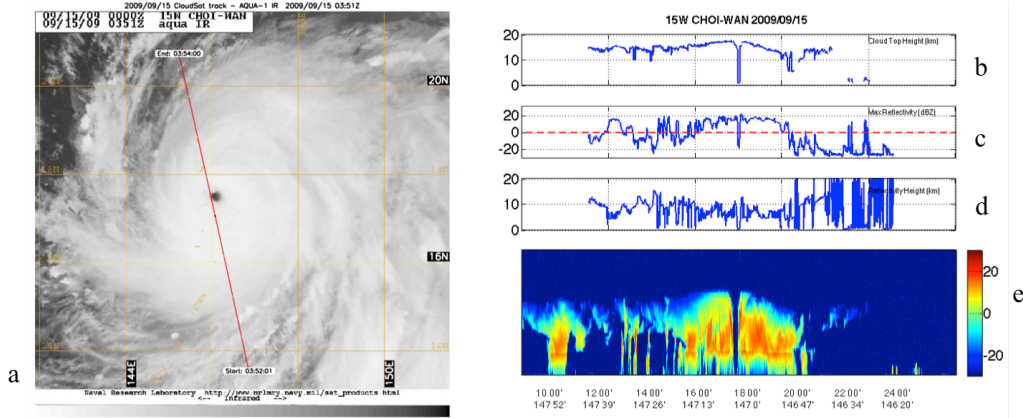 2009/09/15 CloudSat track - AQUA-1 IR 2009/09/15 03:51Z
09/15/09 0000Z 15W CHOI-WAN
09/15/09 0351Z aqua IR
End: 03:54:00
20N
16N
144E
150E
Start: 03:52:01
Naval Research Laboratory http://www.nrlmry.navy.mil/sat_products.html
<-- Infrared -->
a
15W CHOI-WAN 2009/09/15
20
10
0
Cloud Top Height (km)
b
20
0
-20
Max Reflectivity (dBZ)
c
20
10
0
Reflectivity Height (km)
d
20
0
-20
e
10 00' 12 00' 14 00' 16 00' 18 00' 20 00' 22 00' 24 00'
147 52' 147 39' 147 26' 147 13' 147 0' 146 47' 146 34' 146 20'